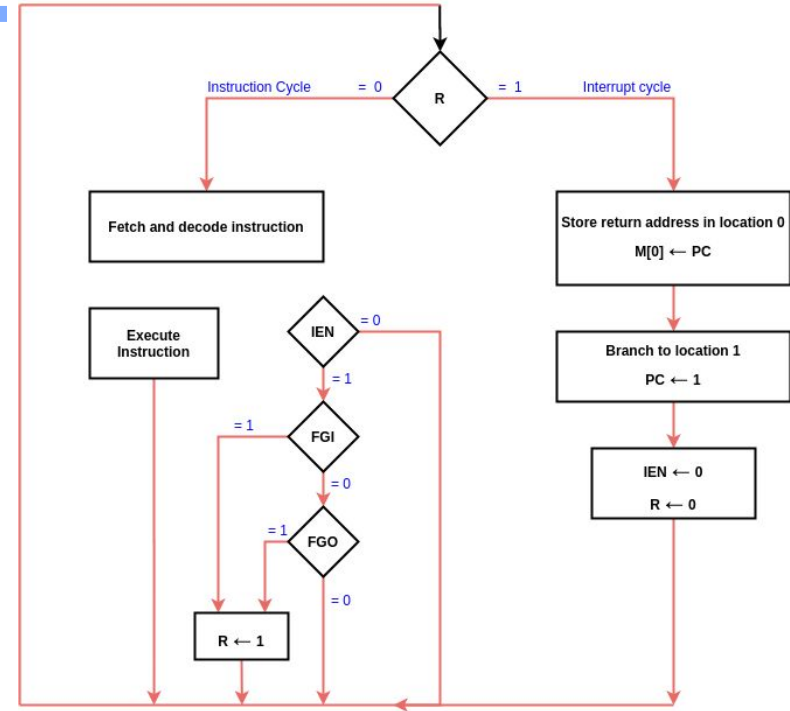 Instruction Cycle
= 0
R
= 1
Interrupt cycle
Fetch and decode instruction
Store return address in location 0
M[0] ← PC
Execute
Instruction
IEN
= 0
= 1
Branch to location 1
PC ← 1
= 1
FGI
= 0
IEN ← 0
R ← 0
= 1
FGO
= 0
R ← 1